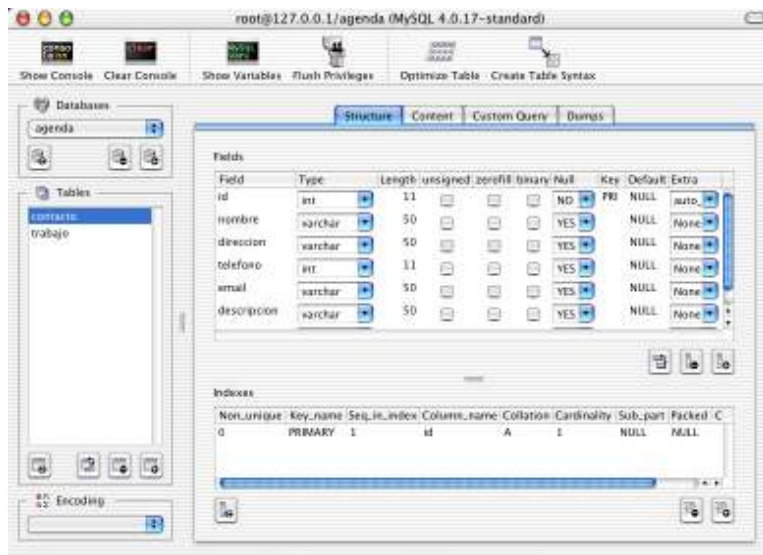 root@127.0.0.1/agenda (MySQL 4.0.17-standard)
Show Console Clear Console Show Variables Flush Privileges Optimize Table Create Table Syntax
Databases
agenda
Tables
contacto
trabajo
Encoding
Structure Content Custom Query Dumps
Fields
Field Type Length unsigned zerofill binary Null Key Default Extra
id int 11 NO PRI NULL auto_
nombre varchar 50 YES NULL None
direccion varchar 50 YES NULL None
telefono int 11 YES NULL None
email varchar 50 YES NULL None
descripcion varchar 50 YES NULL None
Indexes
Non_unique Key_name Seq_in_index Column_name Collation Cardinality Sub_part Packed C
0 PRIMARY 1 id A 1 NULL NULL